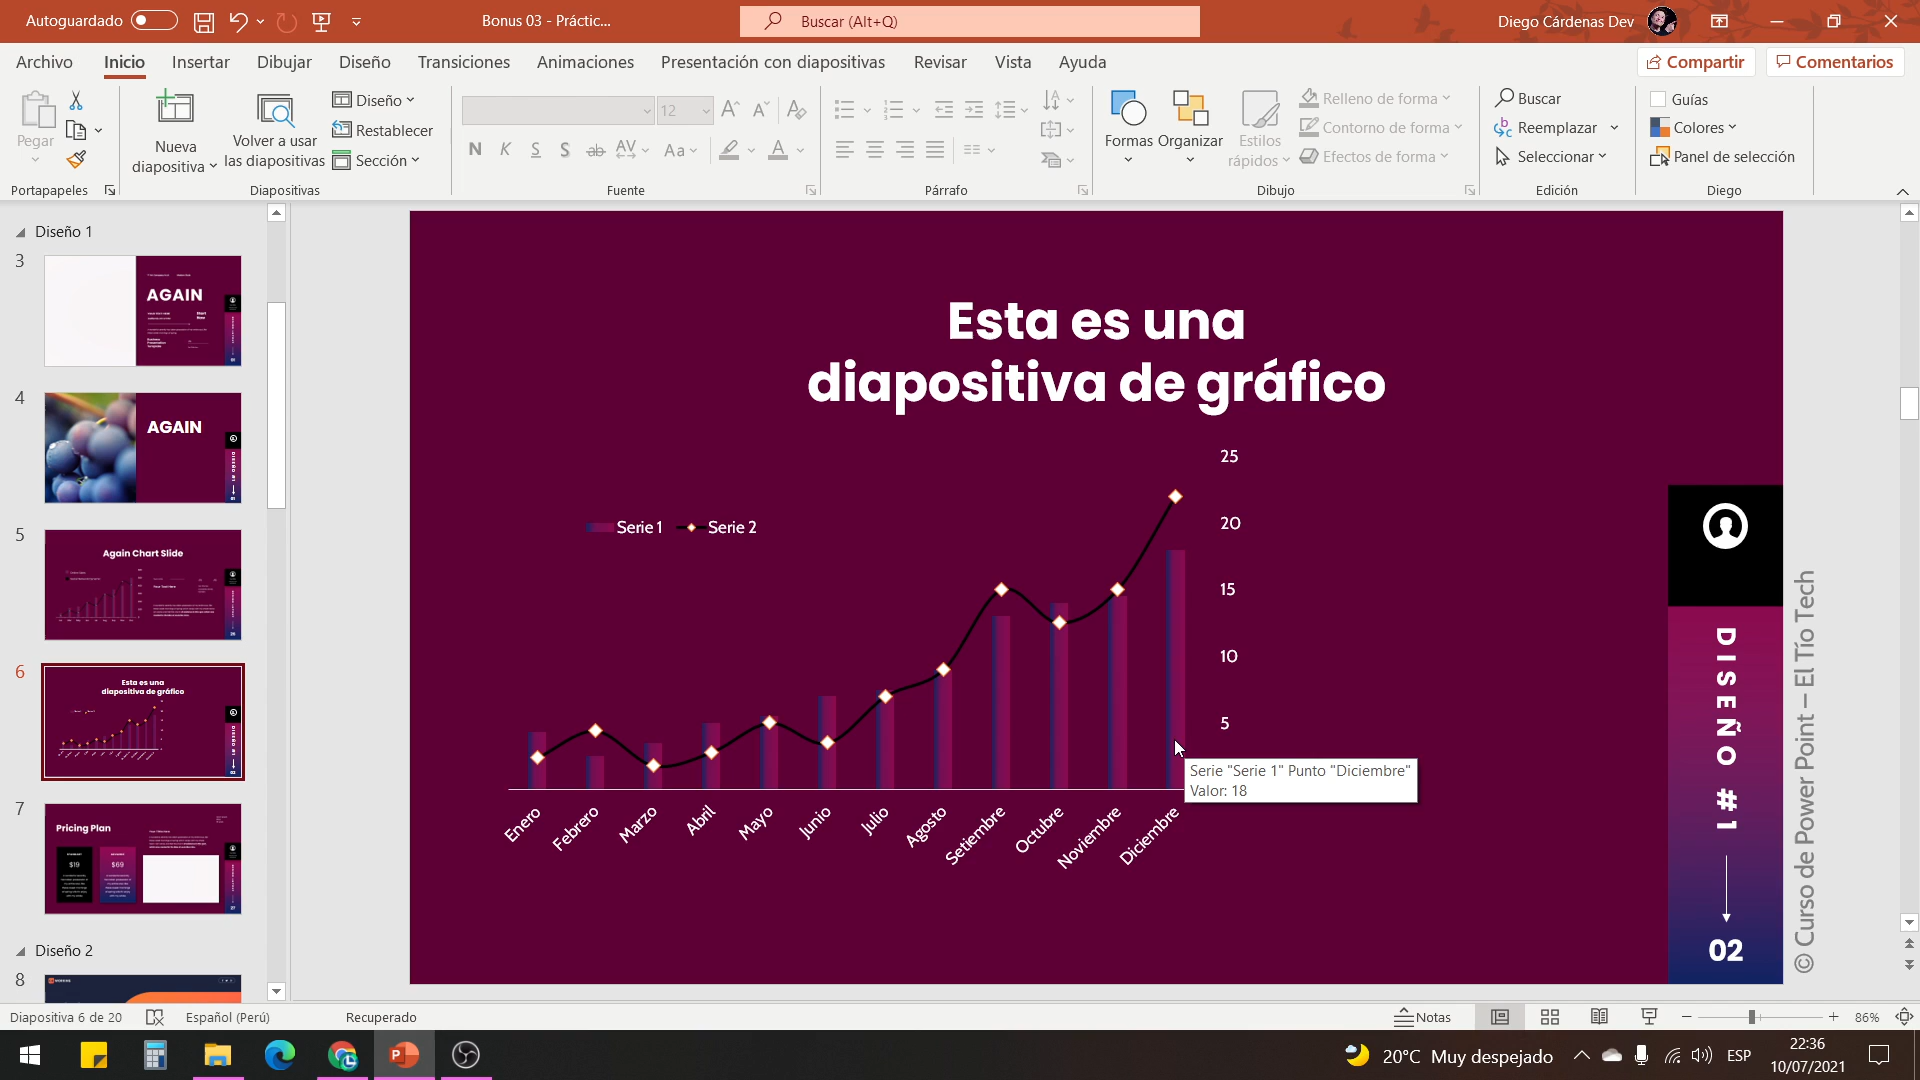 Autoguardado
Bonus 03 - Práctic...
Buscar (Alt+Q)
Diego Cárdenas Dev
Archivo
Inicio
Insertar
Dibujar
Diseño
Transiciones
Animaciones
Presentación con diapositivas
Revisar
Vista
Ayuda
Compartir
Comentarios
Pegar
Nueva
diapositiva
Volver a usar
las diapositivas
Diseño
Restablecer
Sección
12
N K S S ab AV Aa A
Formas
Organizar
Estilos
rápidos
Relleno de forma
Contorno de forma
Efectos de forma
Buscar
Reemplazar
Seleccionar
Guías
Colores
Panel de selección
Portapapeles
Diapositivas
Fuente
Párrafo
Dibujo
Edición
Diego
Diseño 1
3
AGAIN
4
AGAIN
5
Again Chart Slide
6
Esta es una
diapositiva de gráfico
7
Pricing Plan
$19
$69
Diseño 2
8
Esta es una
diapositiva de gráfico
Serie 1
Serie 2
25
20
15
10
5
Enero
Febrero
Marzo
Abril
Mayo
Junio
Julio
Agosto
Setiembre
Octubre
Noviembre
Diciembre
Serie "Serie 1" Punto "Diciembre"
Valor: 18
DISEÑO #1
02
© Curso de Power Point – El Tío Tech
Diapositiva 6 de 20
Español (Perú)
Recuperado
Notas
86%
20°C Muy despejado
ESP
22:36
10/07/2021